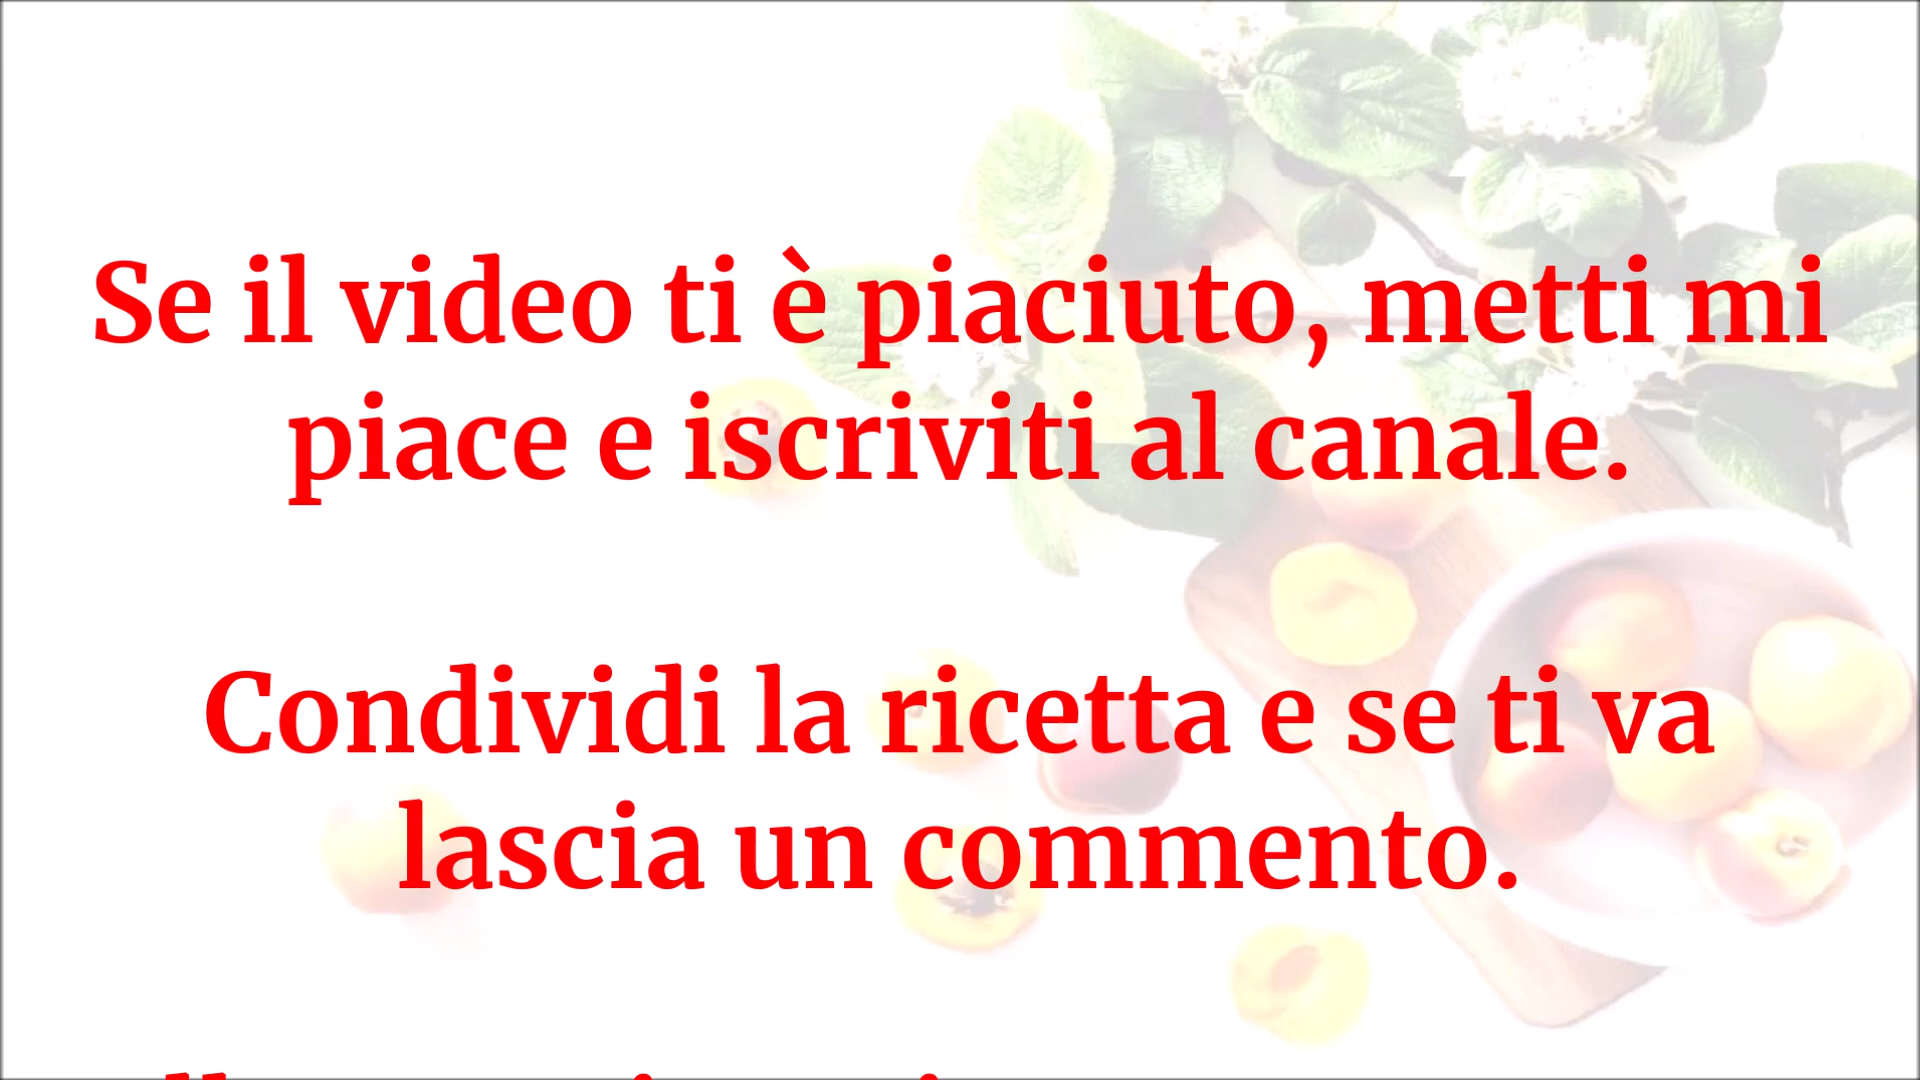 Se il video ti è piaciuto, metti mi
piace e iscriviti al canale.
Condividi la ricetta e se ti va
lascia un commento.